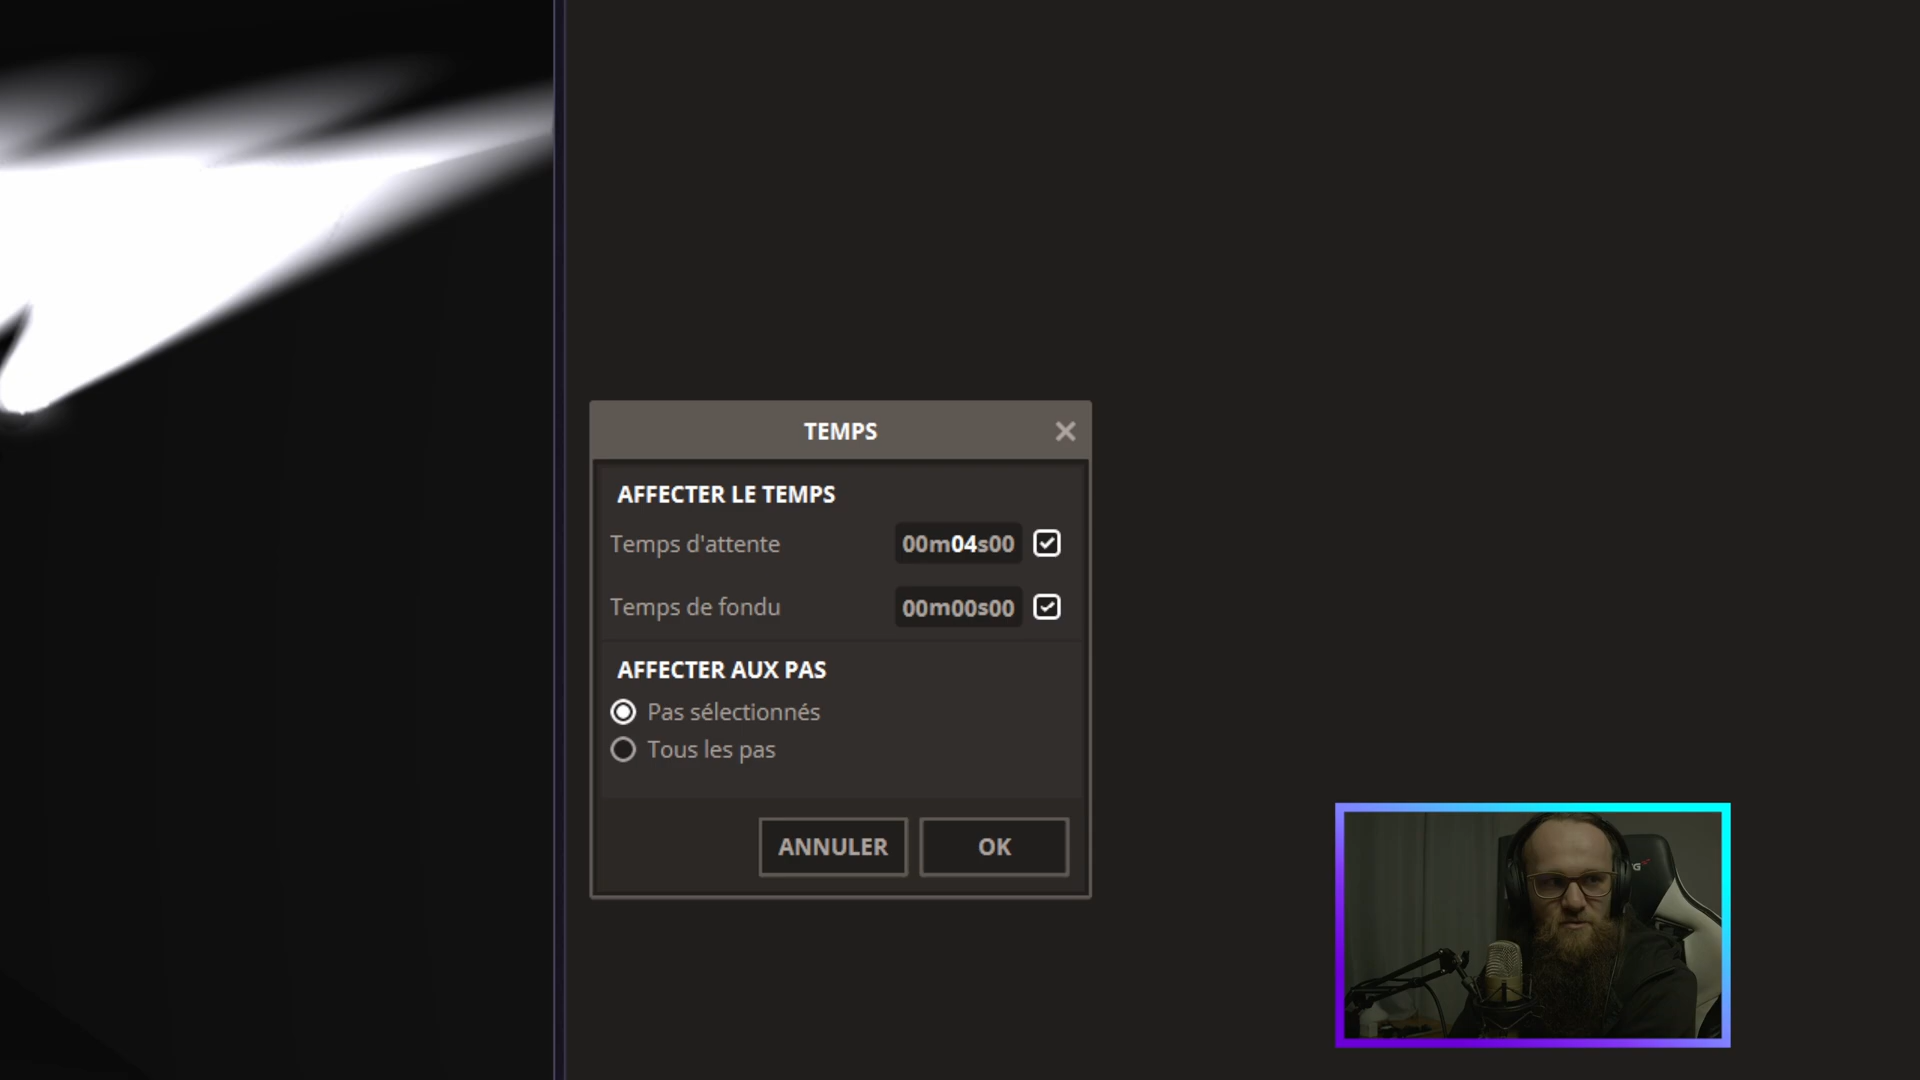 TEMPS
AFFECTER LE TEMPS
Temps d'attente 00m04s00
Temps de fondu 00m00s00
AFFECTER AUX PAS
Pas sélectionnés
Tous les pas
ANNULER OK